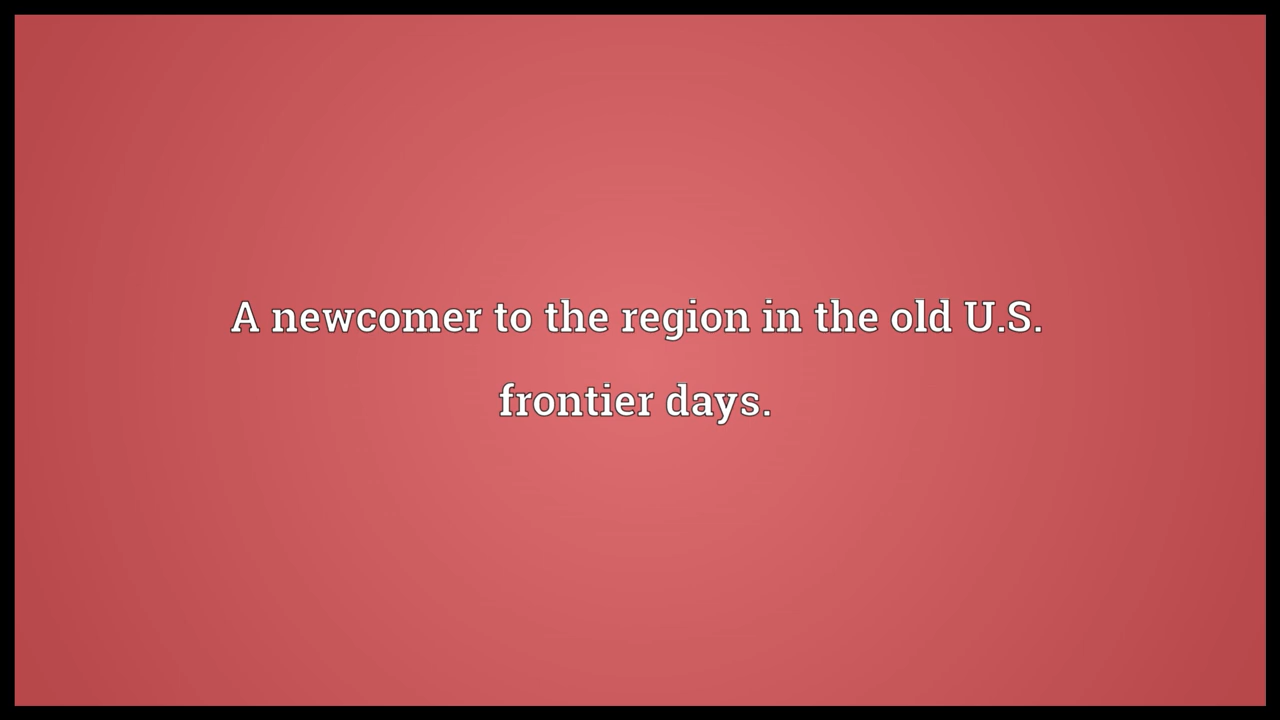 A newcomer to the region in the old U.S.
frontier days.